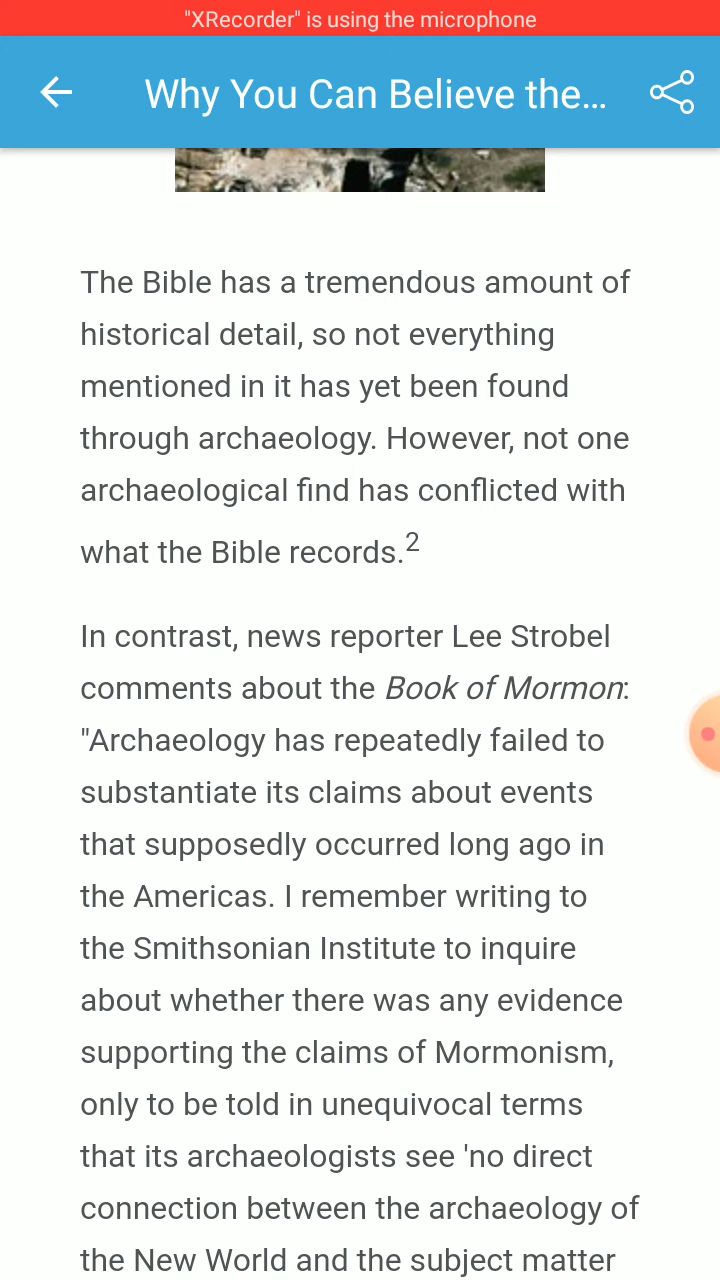 "XRecorder" is using the microphone
Why You Can Believe the...
The Bible has a tremendous amount of
historical detail, so not everything
mentioned in it has yet been found
through archaeology. However, not one
archaeological find has conflicted with
what the Bible records.2
In contrast, news reporter Lee Strobel
comments about the Book of Mormon:
"Archaeology has repeatedly failed to
substantiate its claims about events
that supposedly occurred long ago in
the Americas. I remember writing to
the Smithsonian Institute to inquire
about whether there was any evidence
supporting the claims of Mormonism,
only to be told in unequivocal terms
that its archaeologists see 'no direct
connection between the archaeology of
the New World and the subject matter